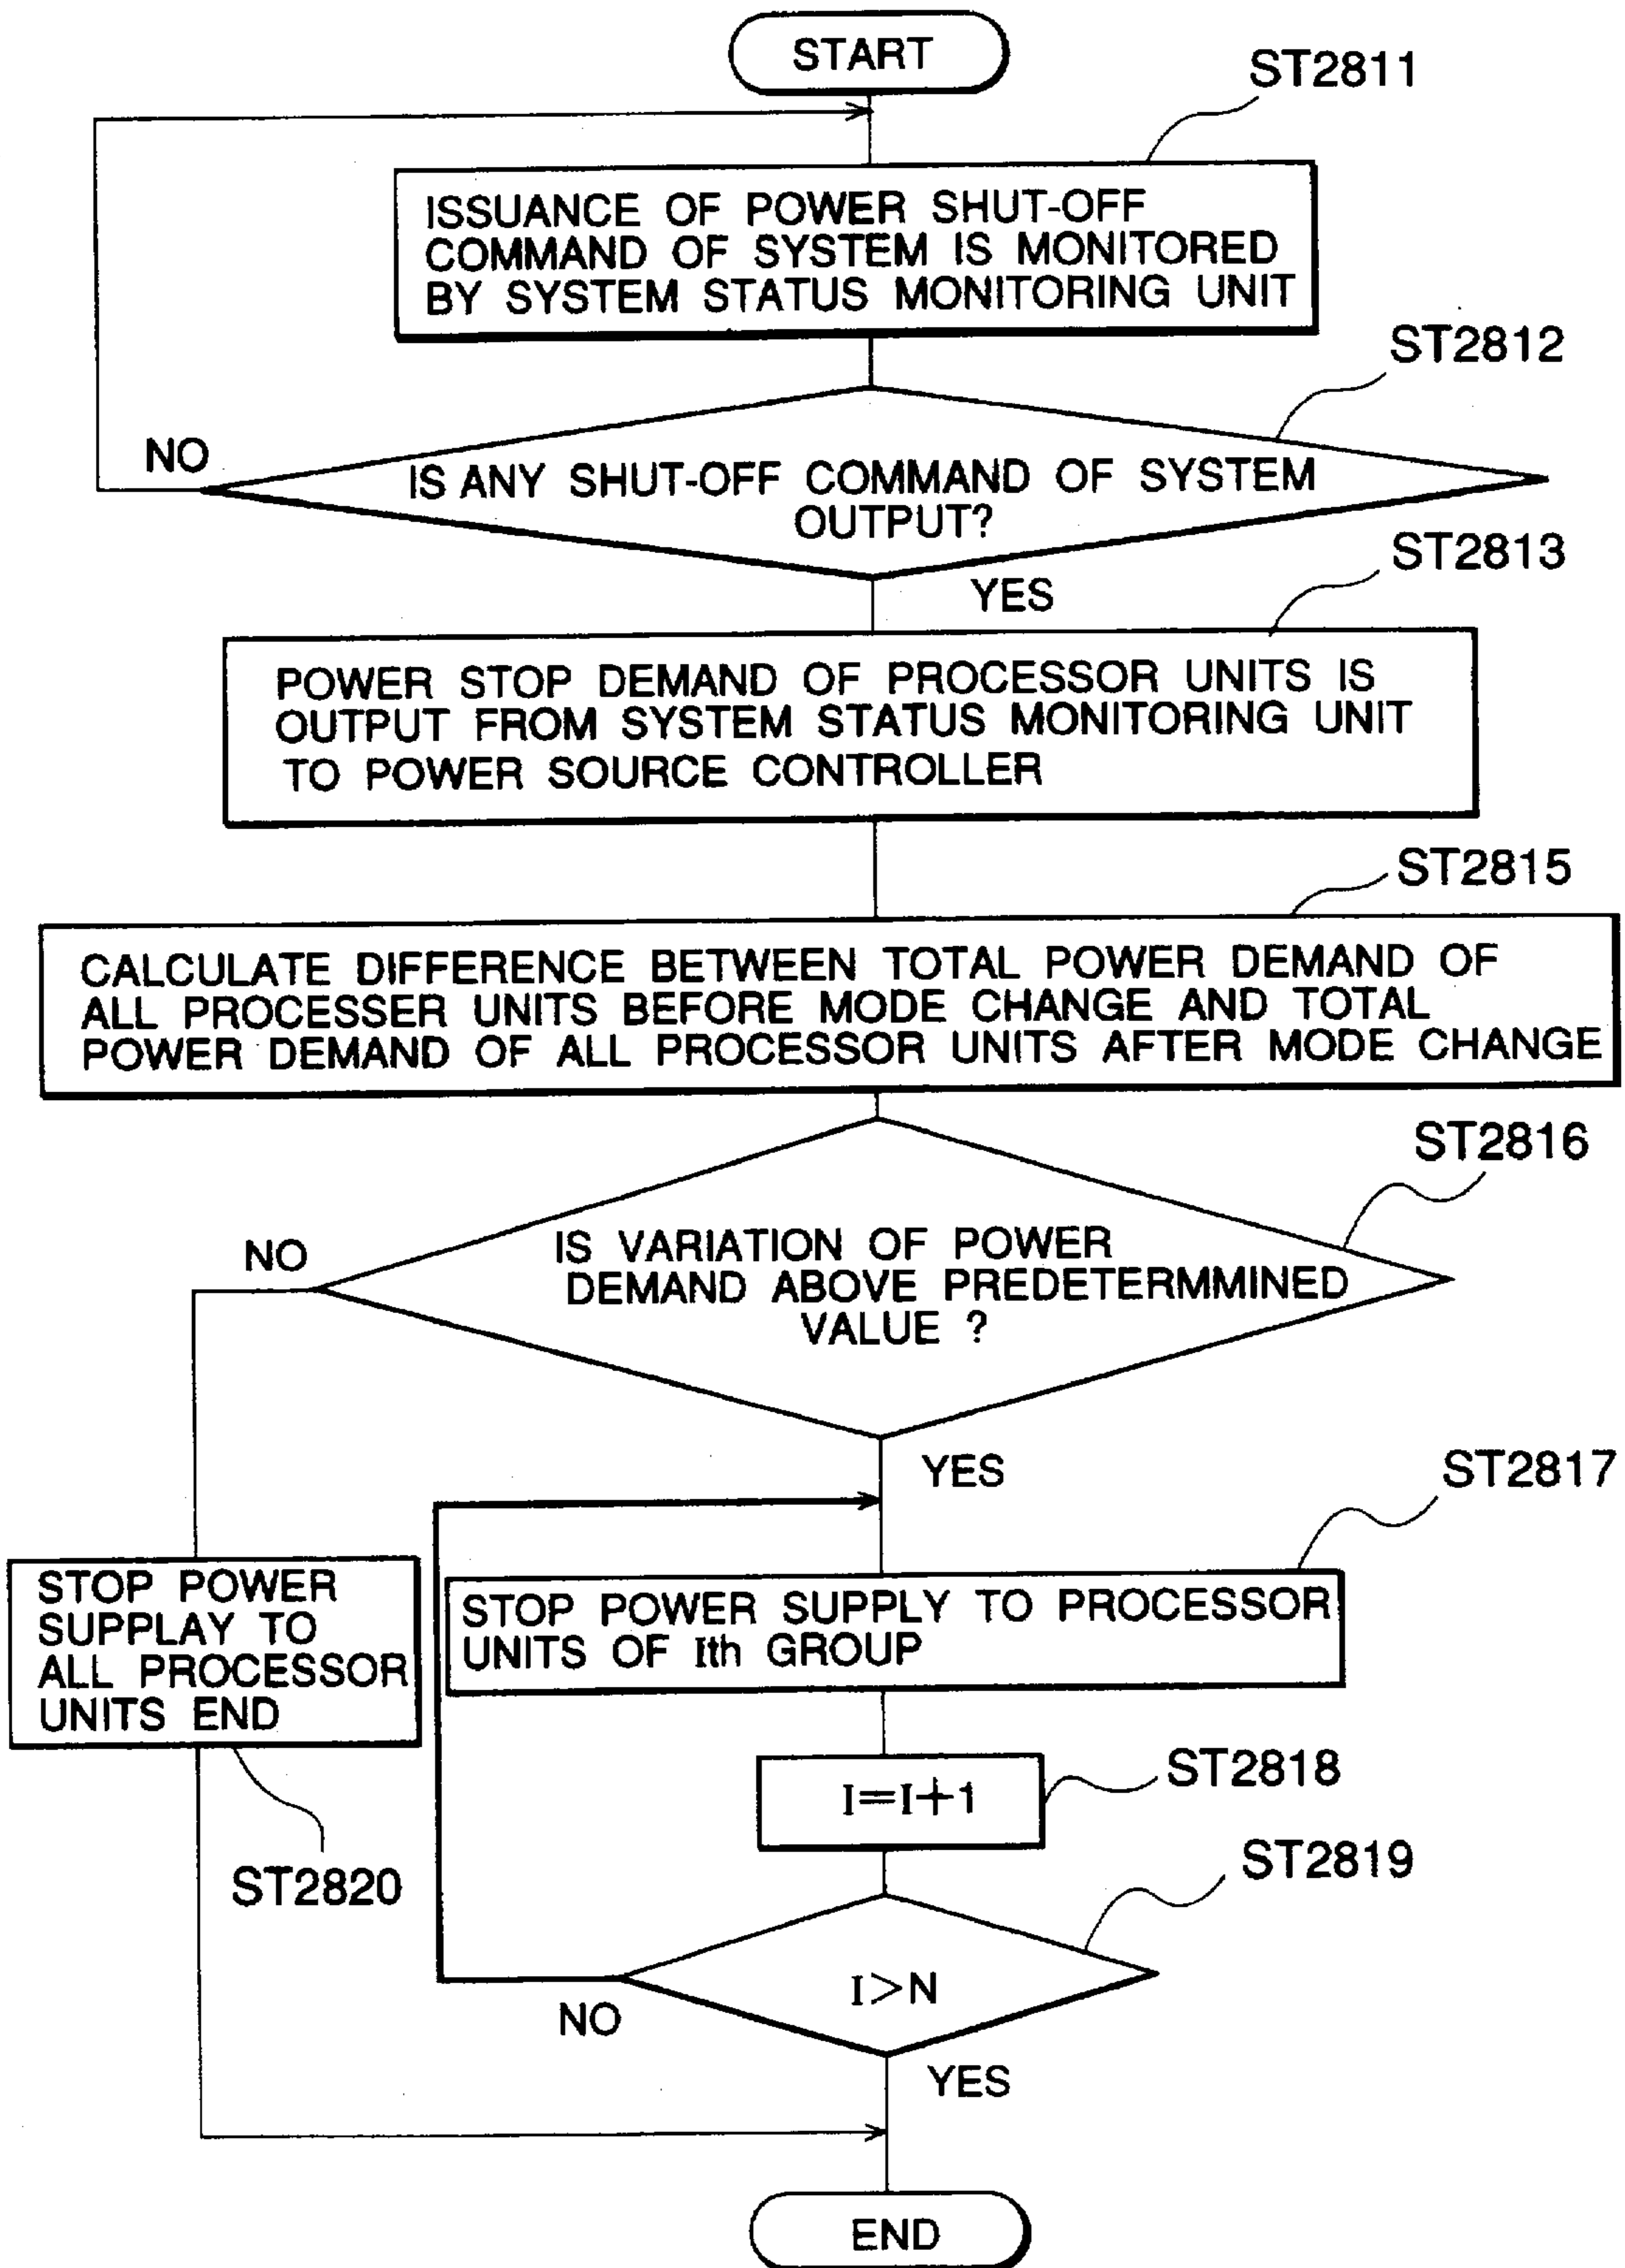 START
ST2811
ISSUANCE OF POWER SHUT-OFF
COMMAND OF SYSTEM IS MONITORED
BY SYSTEM STATUS MONITORING UNIT
ST2812
NO
IS ANY SHUT-OFF COMMAND OF SYSTEM
OUTPUT?
ST2813
YES
POWER STOP DEMAND OF PROCESSOR UNITS IS
OUTPUT FROM SYSTEM STATUS MONITORING UNIT
TO POWER SOURCE CONTROLLER
ST2815
CALCULATE DIFFERENCE BETWEEN TOTAL POWER DEMAND OF
ALL PROCESSER UNITS BEFORE MODE CHANGE AND TOTAL
POWER DEMAND OF ALL PROCESSOR UNITS AFTER MODE CHANGE
ST2816
NO
IS VARIATION OF POWER
DEMAND ABOVE PREDETERMMINED
VALUE ?
YES
ST2817
STOP POWER
SUPPLAY TO
ALL PROCESSOR
UNITS END
STOP POWER SUPPLY TO PROCESSOR
UNITS OF Ith GROUP
ST2818
I=I+1
ST2820
ST2819
I>N
NO
YES
END